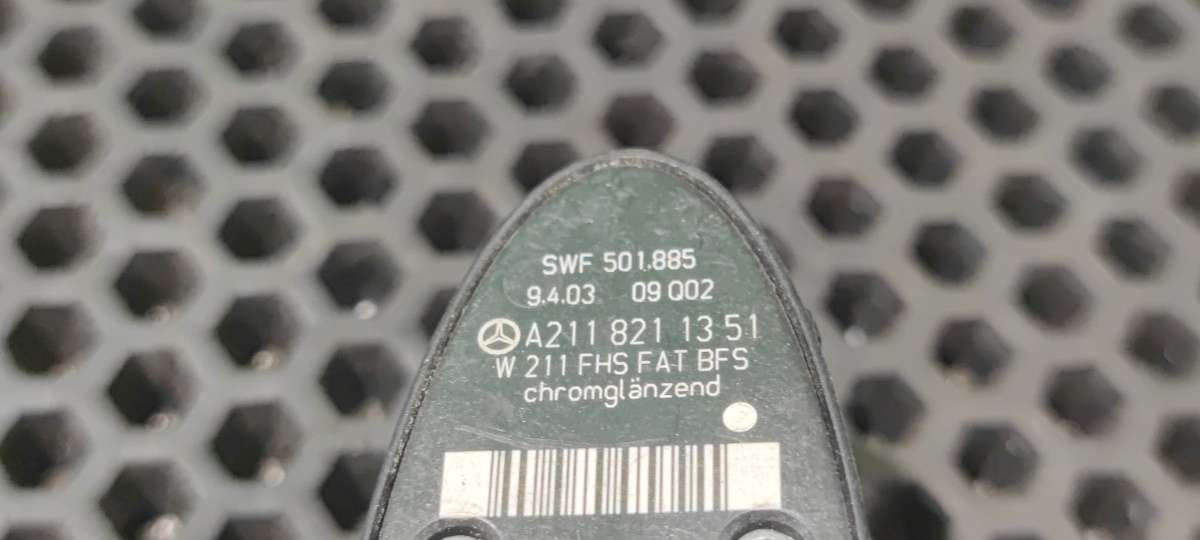 SWF 501.885
9.4.03 09 Q02
A211 821 13 51
W 211 FHS FAT BFS
chromglänzend